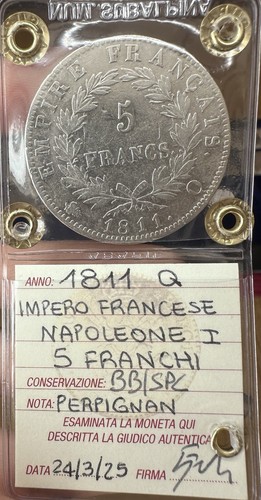 NUM. SUBALPINA
EMPIRE FRANÇAIS.
5
FRANCS.
1811.
Q
ANNO: 1811 Q
IMPERO FRANCESE
NAPOLEONE I
5 FRANCHI
CONSERVAZIONE: BB/SPL
NOTA: PERPIGNAN
ESAMINATA LA MONETA QUI
DESCRITTA LA GIUDICO AUTENTICA
DATA 24/3/25 FIRMA